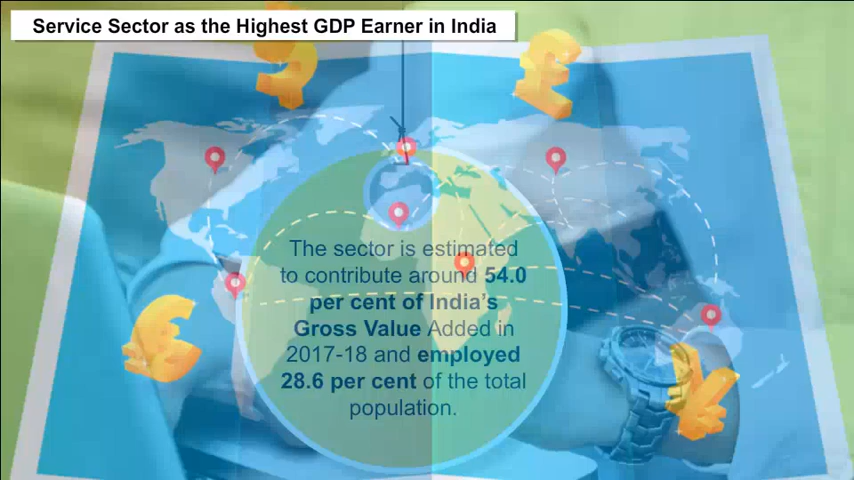 Service Sector as the Highest GDP Earner in India
The sector is estimated
to contribute around 54.0
per cent of India's
Gross Value Added in
2017-18 and employed
28.6 per cent of the total
population.